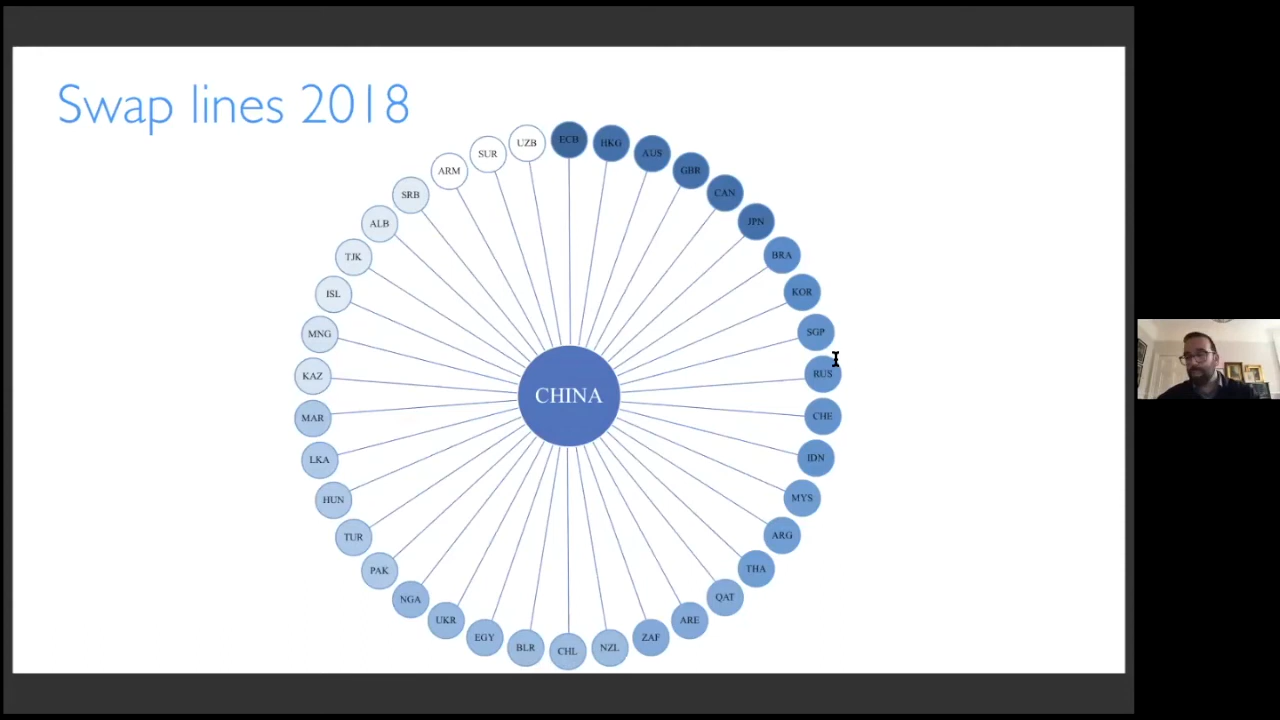 Swap lines 2018
ECB
HKG
AUS
GBR
CAN
JPN
BRA
KOR
SGP
RUS
CHE
IDN
MYS
ARG
THA
QAT
ARE
ZAF
NZL
CHL
BLR
EGY
UKR
NGA
PAK
TUR
HUN
LKA
MAR
KAZ
MNG
ISL
TJK
ALB
SRB
ARM
SUR
UZB
CHINA